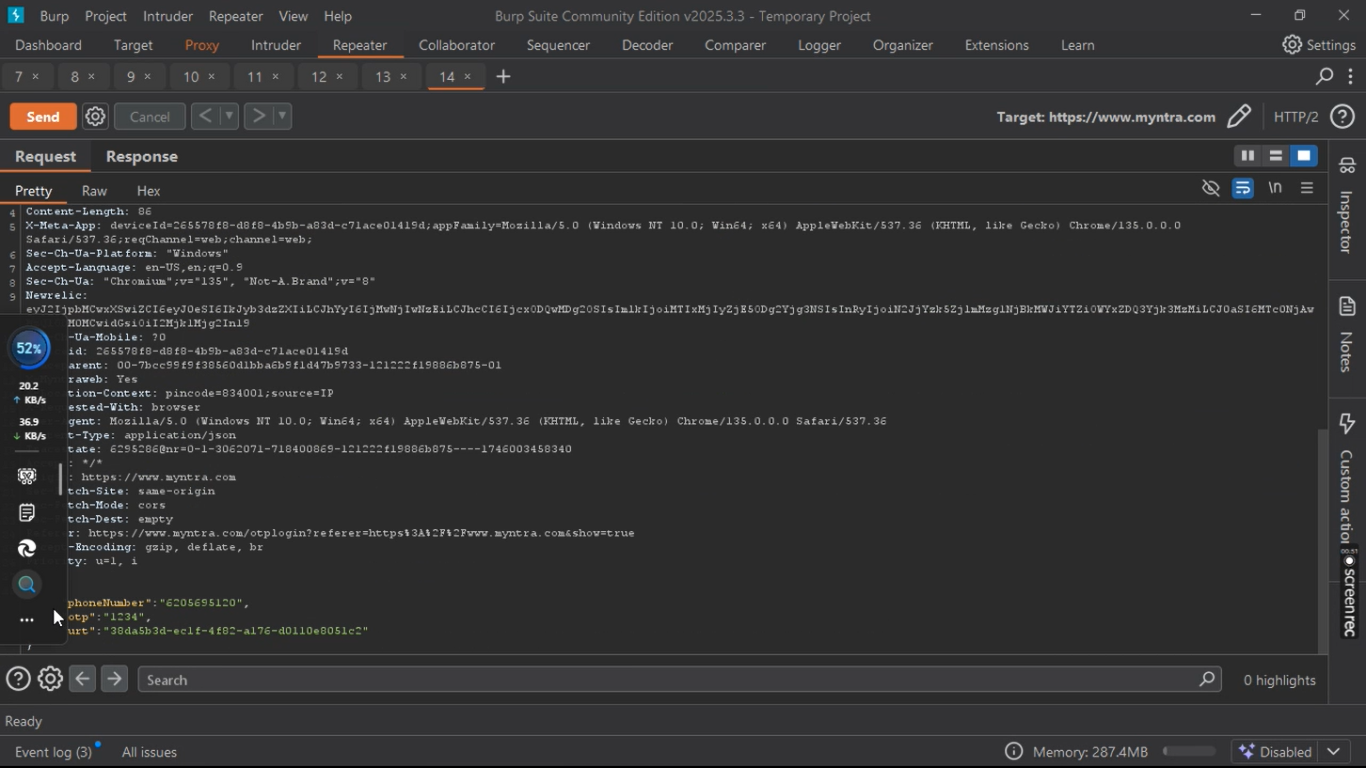 Burp Project Intruder Repeater View Help Burp Suite Community Edition v2025.3.3 - Temporary Project
Dashboard Target Proxy Intruder Repeater Collaborator Sequencer Decoder Comparer Logger Organizer Extensions Learn Settings
7 × 8 × 9 × 10 × 11 × 12 × 13 × 14 × +
Send Cancel < > Target: https://www.myntra.com HTTP/2 ?
Request Response
Pretty Raw Hex \n
4 Content-Length: 86
5 X-Meta-App: deviceId=265578f8-d8f8-4b9b-a83d-c71ace01419d;appFamily=Mozilla/5.0 (Windows NT 10.0; Win64; x64) AppleWebKit/537.36 (KHTML, like Gecko) Chrome/135.0.0.0
Safari/537.36;reqChannel=web;channel=web;
6 Sec-Ch-Ua-Platform: "Windows"
7 Accept-Language: en-US,en;q=0.9
8 Sec-Ch-Ua: "Chromium";v="135", "Not-A.Brand";v="8"
9 Newrelic:
-Ua-Mobile: ?0
id: 265578f8-d8f8-4b9b-a83d-c71ace01419d
arent: 00-7bcc99f9f38560d1bba6b9f1d47b9733-121222f19886b875-01
raweb: Yes
tion-Context: pincode=834001;source=IP
ested-With: browser
gent: Mozilla/5.0 (Windows NT 10.0; Win64; x64) AppleWebKit/537.36 (KHTML, like Gecko) Chrome/135.0.0.0 Safari/537.36
t-Type: application/json
tate: 6295286@nr=0-1-3062071-718400869-121222f19886b875----1746003458340
: */*
: https://www.myntra.com
tch-Site: same-origin
tch-Mode: cors
tch-Dest: empty
r: https://www.myntra.com/otplogin?referer=https%3A%2F%2Fwww.myntra.com&show=true
-Encoding: gzip, deflate, br
ty: u=1, i
phoneNumber":"6205695120",
otp":"1234",
urt":"38da5b3d-ec1f-4f82-a176-d0110e8051c2"
52%
20.2
↑ KB/s
36.9
↓ KB/s
Inspector
Notes
Custom action
00:51
screenrec
? Search 0 highlights
Ready
Event log (3) All issues Memory: 287.4MB Disabled